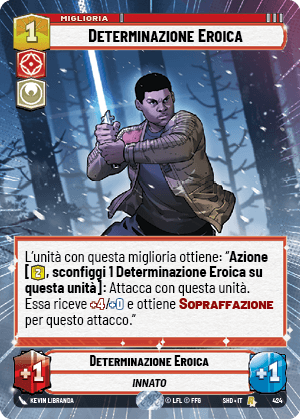 MIGLIORIA
1
DETERMINAZIONE EROICA
L'unità con questa miglioria ottiene: "Azione
[2, sconfiggi 1 Determinazione Eroica su
questa unità]: Attacca con questa unità.
Essa riceve +4/+0 e ottiene SOPRAFFAZIONE
per questo attacco."
+1
DETERMINAZIONE EROICA
INNATO
+1
KEVIN LIBRANDA
© LFL © FFG
SHD • IT
424